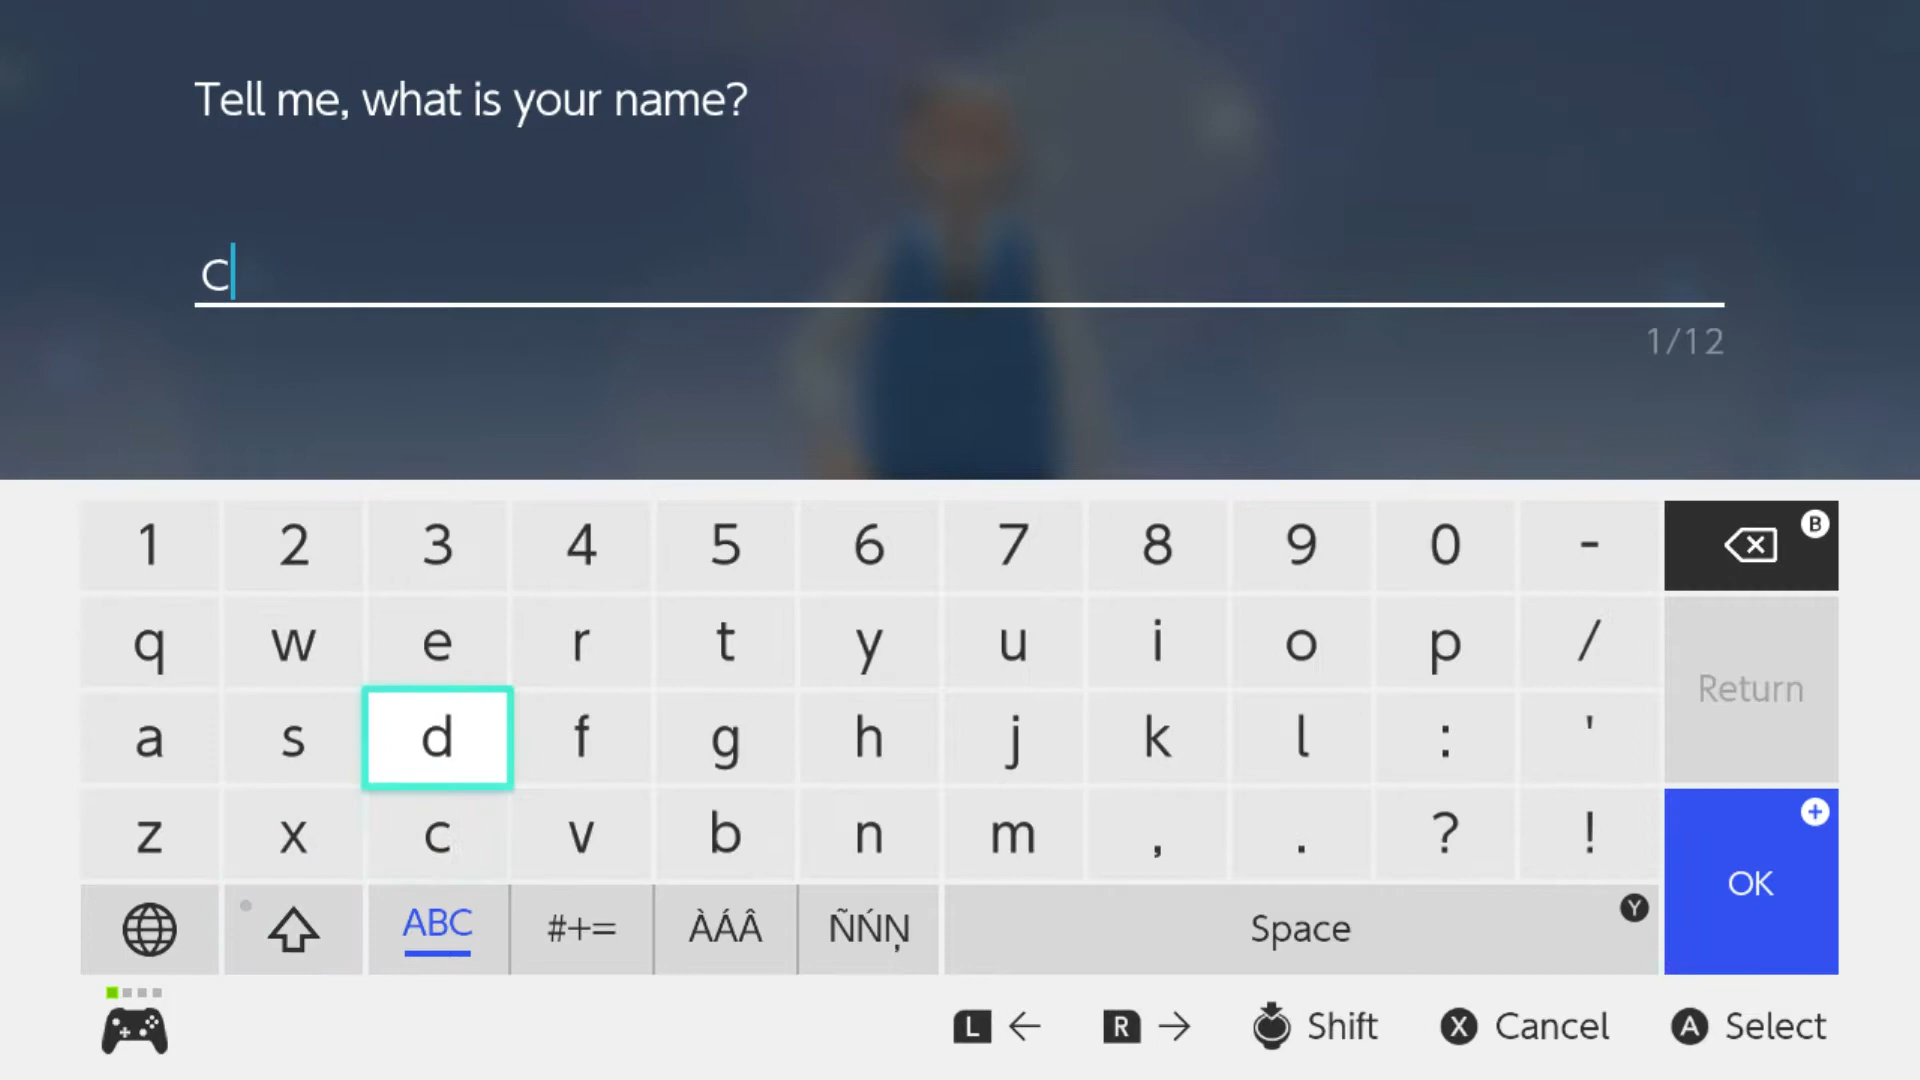 Tell me, what is your name?
C
1/12
1 2 3 4 5 6 7 8 9 0 - B
q w e r t y u i o p /
Return
a s d f g h j k l : '
z x c v b n m , . ? !
OK
ABC #+= ÀÁÂ ÑŃŅ Space Y
L ← R → Shift X Cancel A Select